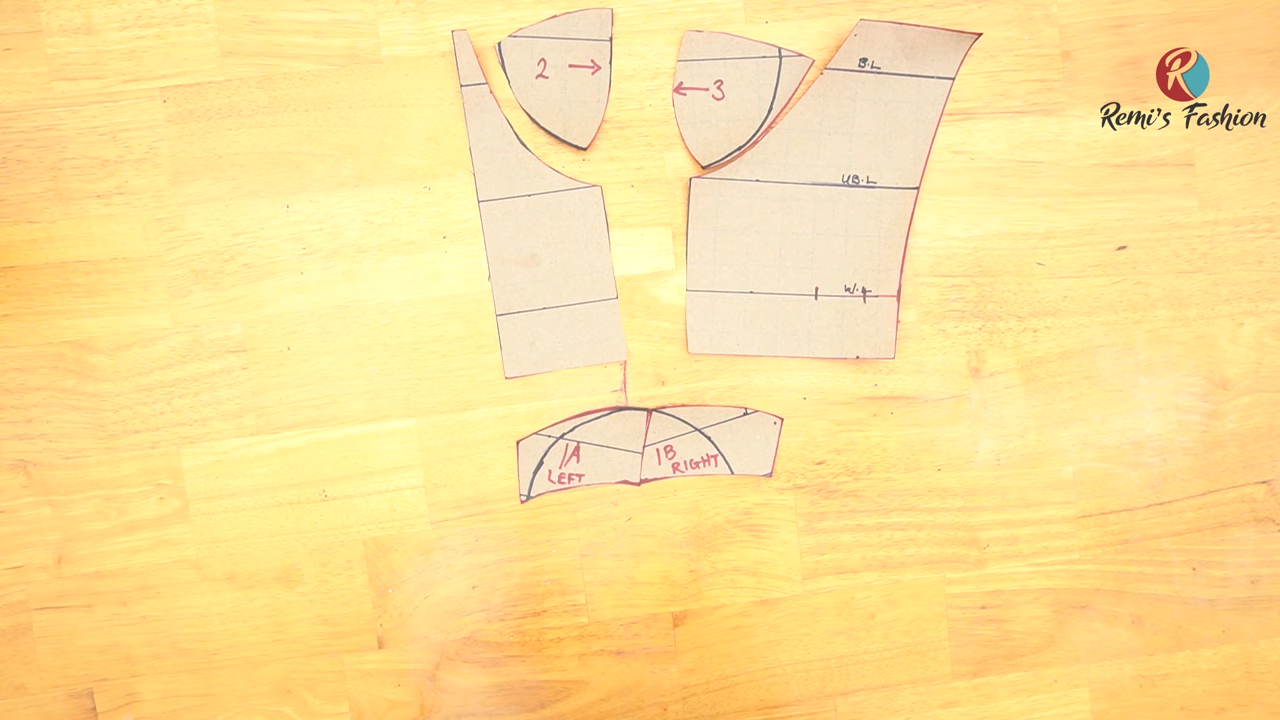 2 → ← 3
B.L
UB.L
W.L
1A
LEFT
1B
RIGHT
R
Remi's Fashion